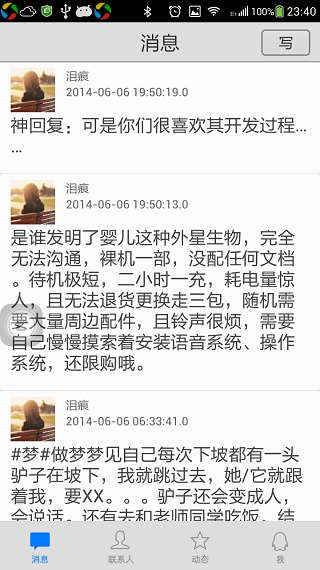 100% 23:40
消息
写
泪痕
2014-06-06 19:50:19.0
神回复：可是你们很喜欢其开发过程...
...
泪痕
2014-06-06 19:50:13.0
是谁发明了婴儿这种外星生物，完全
无法沟通，裸机一部，没配任何文档
。待机极短，二小时一充，耗电量惊
人，且无法退货更换走三包，随机需
要大量周边配件，且铃声很烦，需要
自己慢慢摸索着安装语音系统、操作
系统，还限购哦。
泪痕
2014-06-06 06:33:41.0
#梦#做梦梦见自己每次下坡都有一头
驴子在坡下，我就跳过去，她/它就跟
着我，要XX。。。驴子还会变成人，
会说话。还有去和老师同学吃饭，结
消息
联系人
动态
我